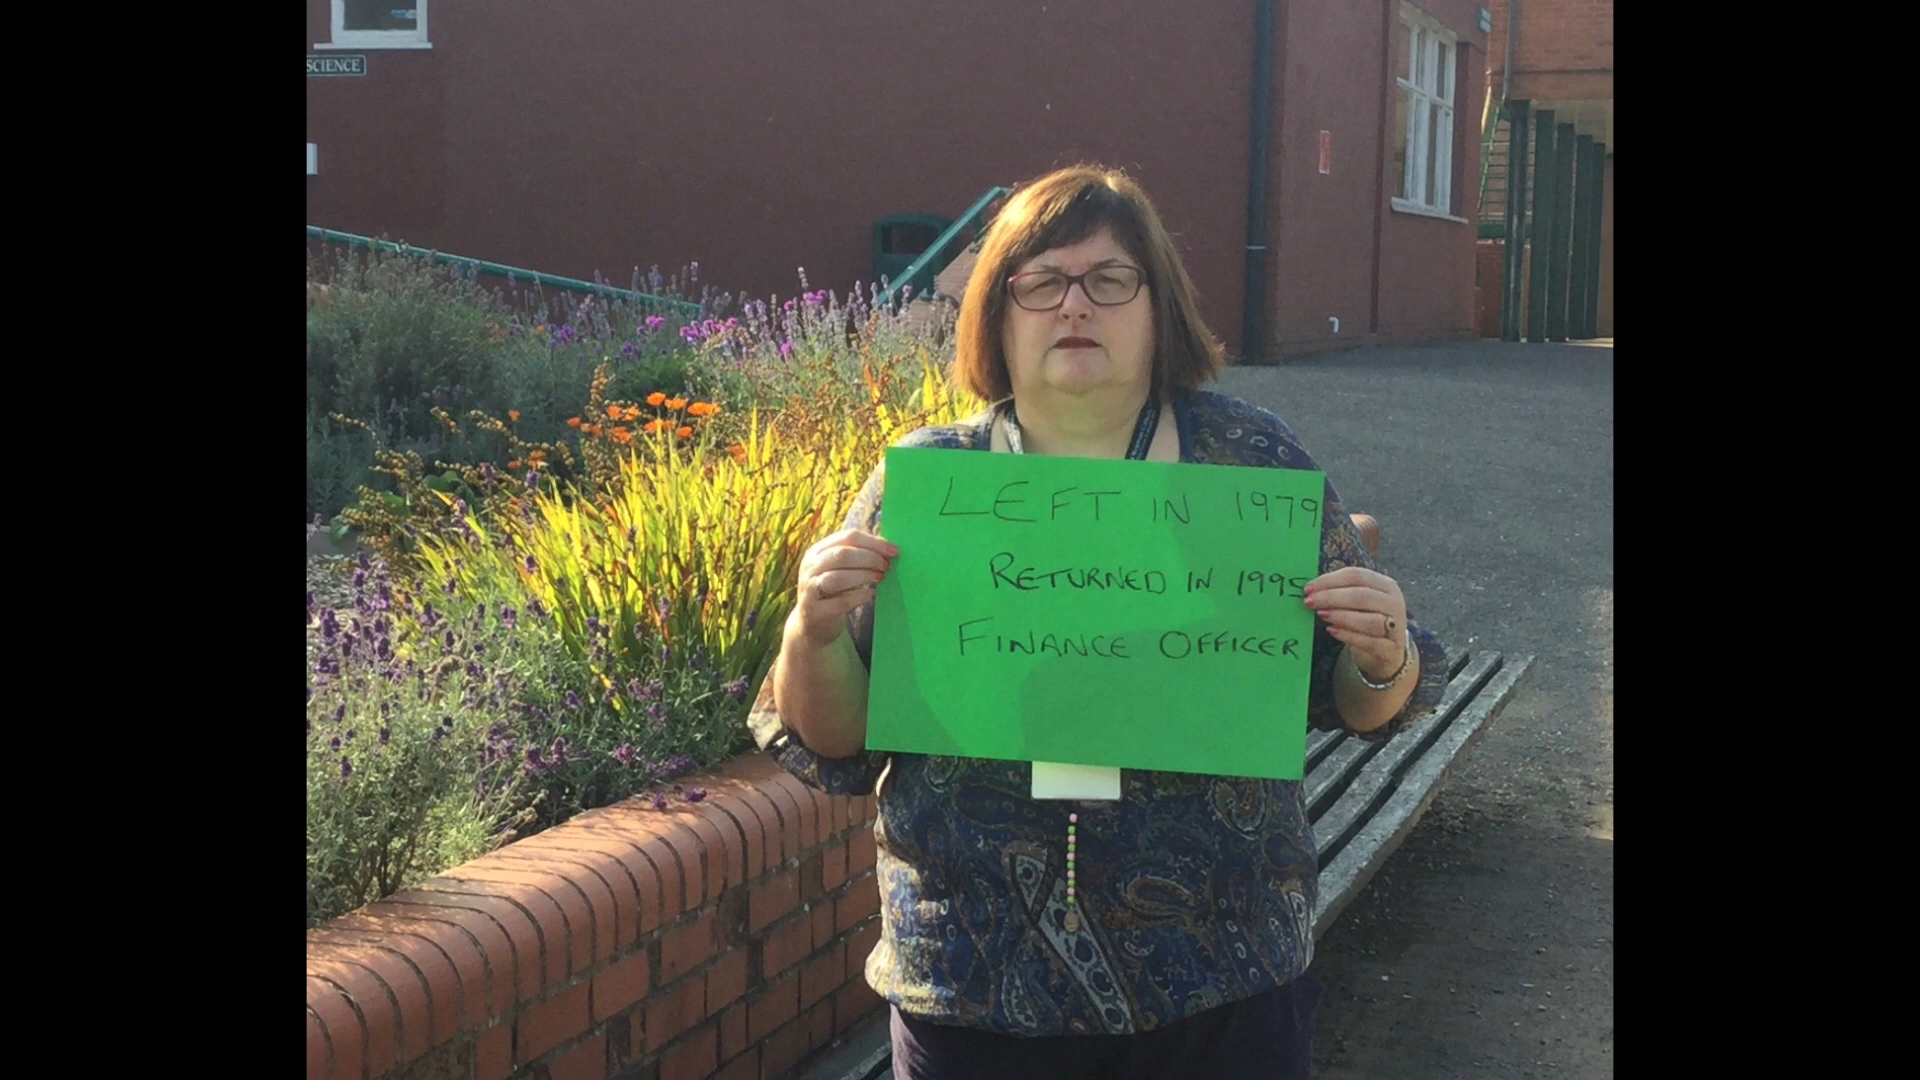 SCIENCE
LEFT IN 1979
RETURNED IN 1995
FINANCE OFFICER